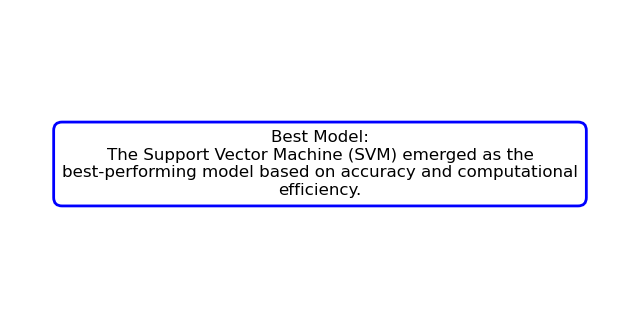 Best Model:
The Support Vector Machine (SVM) emerged as the
best-performing model based on accuracy and computational
efficiency.